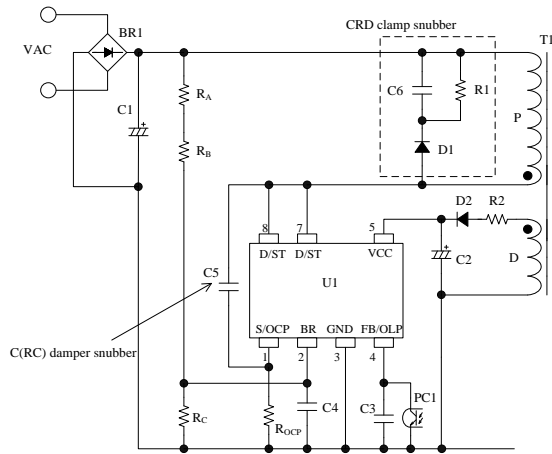 CRD clamp snubber
BR1
T1
VAC
C1
RA
C6
R1
P
RB
D1
D2
R2
8
7
5
D/ST
D/ST
VCC
C5
C2
D
U1
S/OCP
BR
GND
FB/OLP
C(RC) damper snubber
1
2
3
4
PC1
RC
ROCP
C4
C3